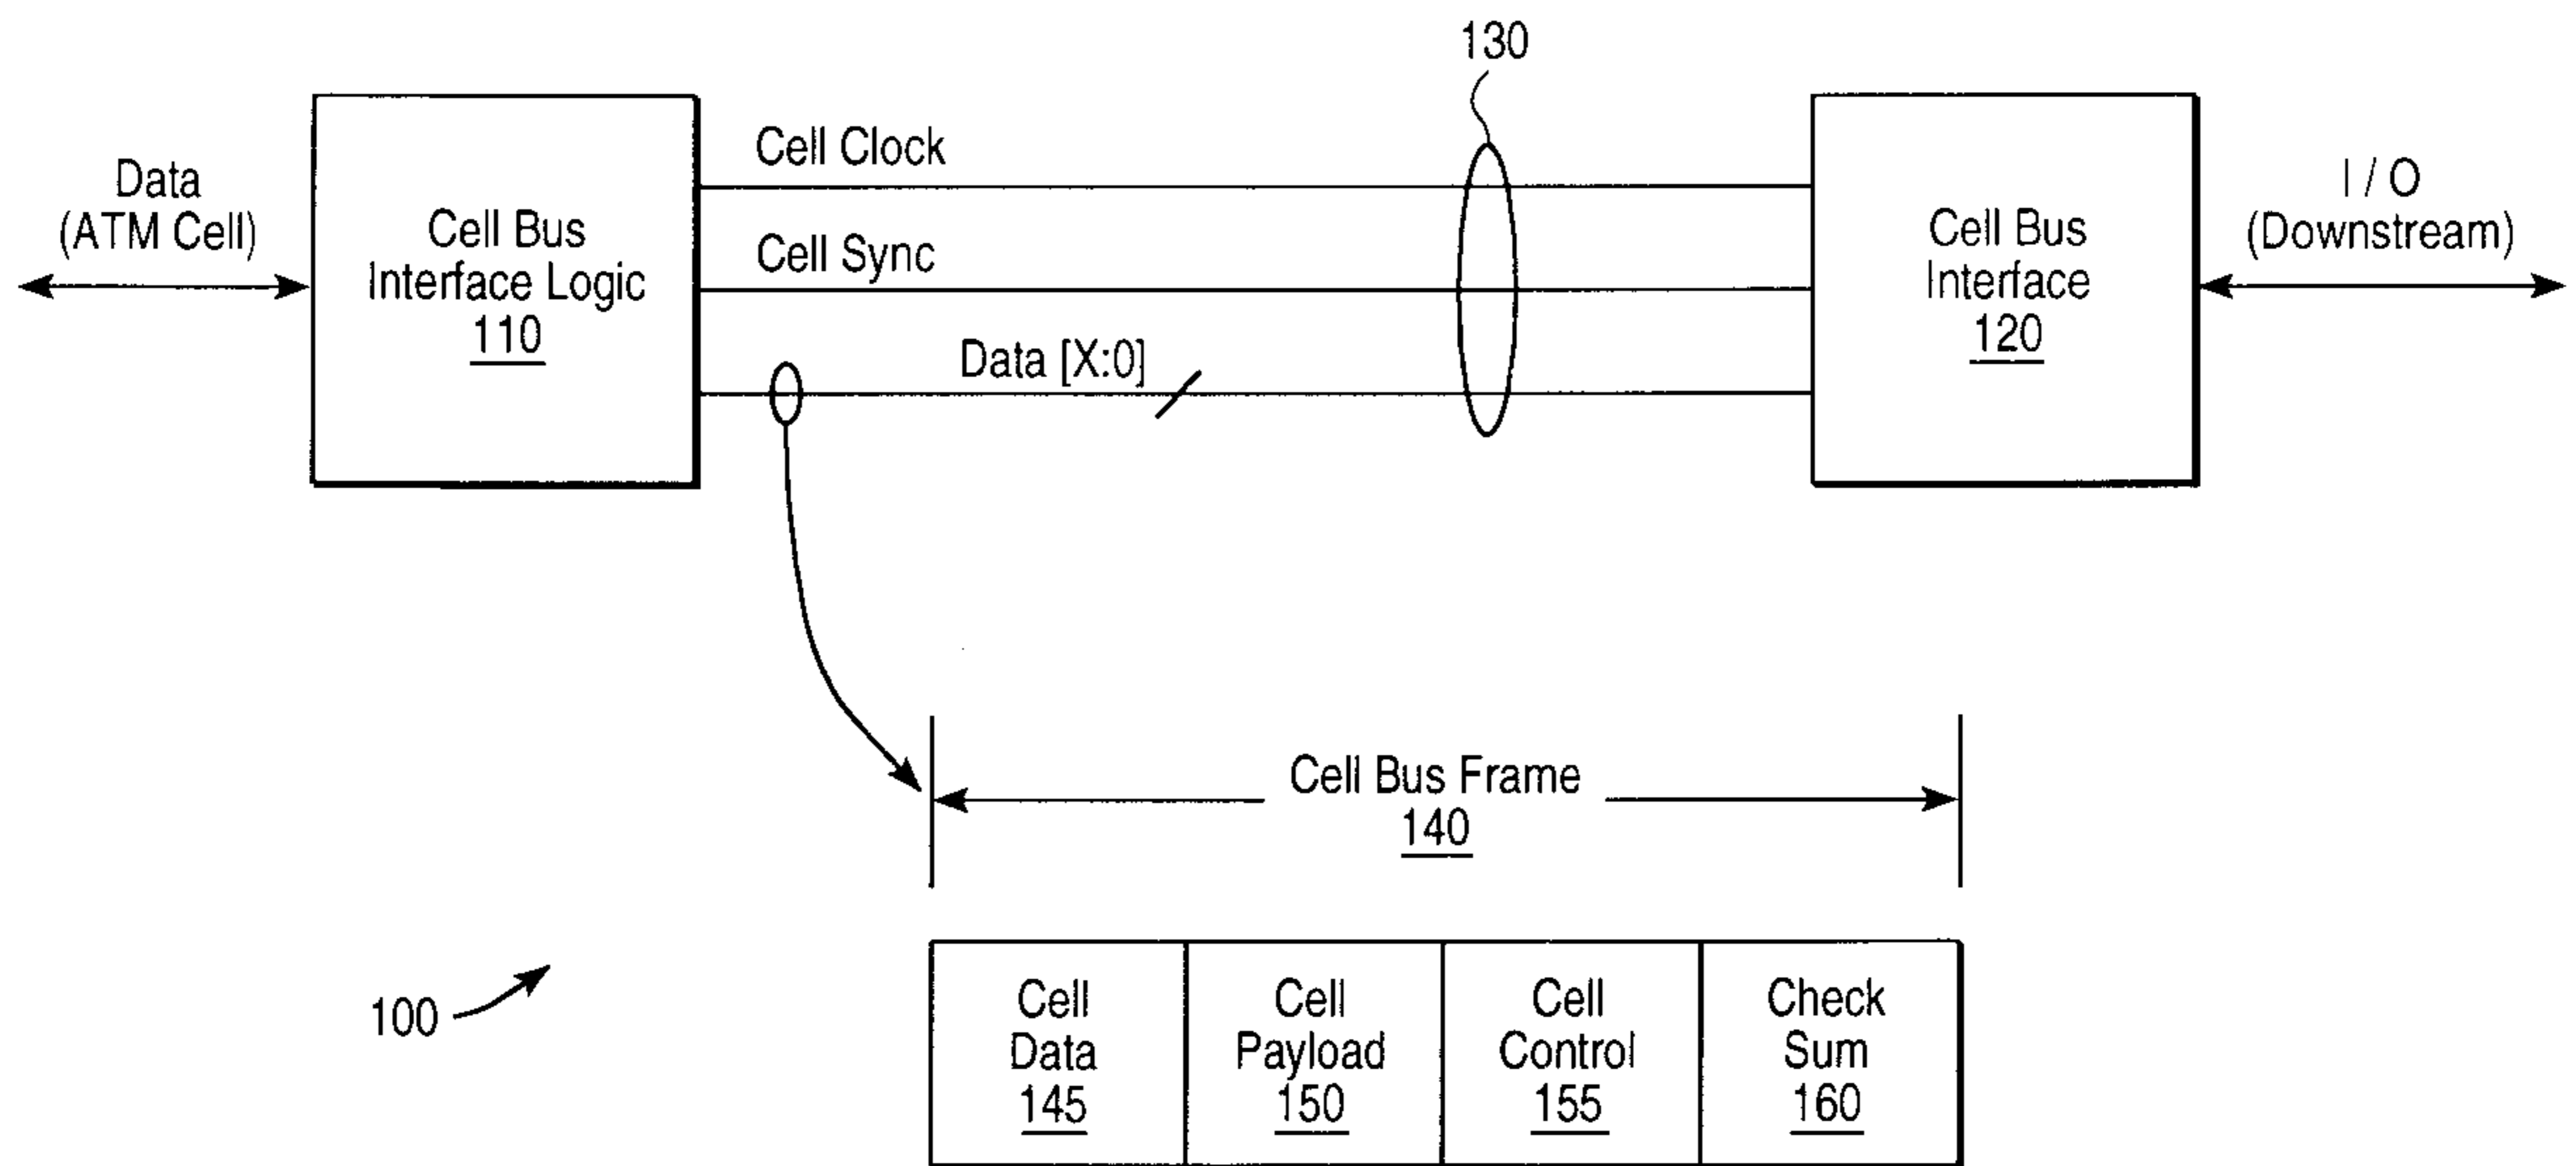 130
Data
(ATM Cell)
Cell Bus
Interface Logic
110
Cell Clock
Cell Sync
Data [X:0]
Cell Bus
Interface
120
I / O
(Downstream)
Cell Bus Frame
140
100
Cell
Data
145
Cell
Payload
150
Cell
Control
155
Check
Sum
160